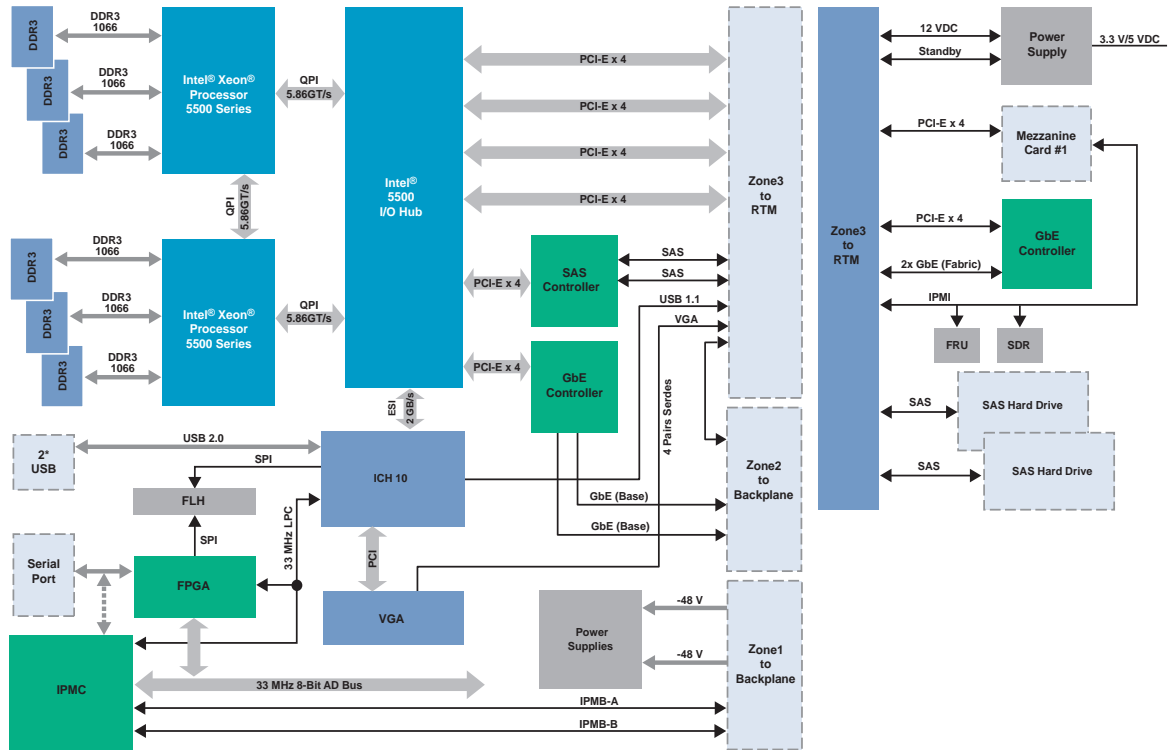 DDR3
DDR3
1066
DDR3
DDR3
1066
DDR3
DDR3
1066
Intel® Xeon®
Processor
5500 Series
QPI
5.86GT/s
QPI
5.86GT/s
DDR3
DDR3
1066
DDR3
DDR3
1066
DDR3
DDR3
1066
Intel® Xeon®
Processor
5500 Series
QPI
5.86GT/s
Intel®
5500
I/O Hub
PCI-E x 4
PCI-E x 4
PCI-E x 4
PCI-E x 4
PCI-E x 4
SAS
Controller
SAS
SAS
USB 1.1
VGA
PCI-E x 4
GbE
Controller
4 Pairs Serdes
Zone3
to
RTM
ESI
2 GB/s
2*
USB
USB 2.0
SPI
ICH 10
FLH
SPI
33 MHz LPC
GbE (Base)
GbE (Base)
Zone2
to
Backplane
Serial
Port
FPGA
PCI
VGA
IPMC
33 MHz 8-Bit AD Bus
Power
Supplies
-48 V
-48 V
Zone1
to
Backplane
IPMB-A
IPMB-B
Zone3
to
RTM
12 VDC
Standby
Power
Supply
3.3 V/5 VDC
PCI-E x 4
Mezzanine
Card #1
PCI-E x 4
GbE
Controller
2x GbE (Fabric)
IPMI
FRU
SDR
SAS
SAS Hard Drive
SAS
SAS Hard Drive